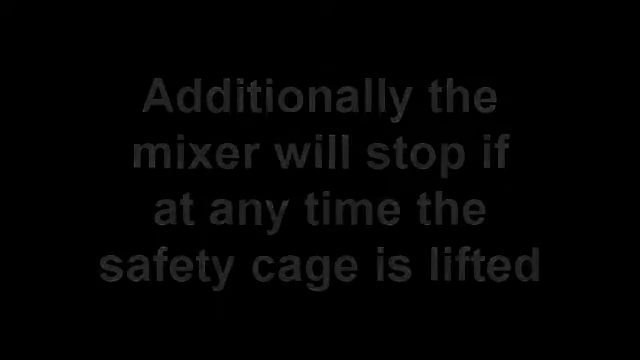 Additionally the
mixer will stop if
at any time the
safety cage is lifted